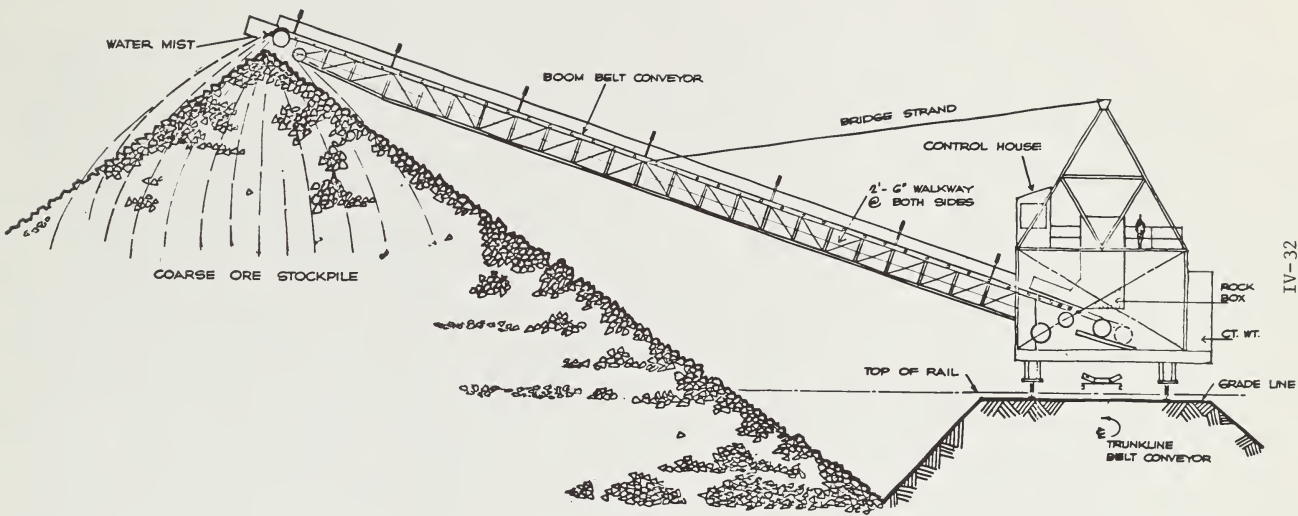 WATER MIST
BOOM BELT CONVEYOR
BRIDGE STRAND
CONTROL HOUSE
2'-6" WALKWAY
@ BOTH SIDES
COARSE ORE STOCKPILE
ROCK
BOX
CT. WT.
TOP OF RAIL
GRADE LINE
℄
TRUNKLINE
BELT CONVEYOR
IV-32